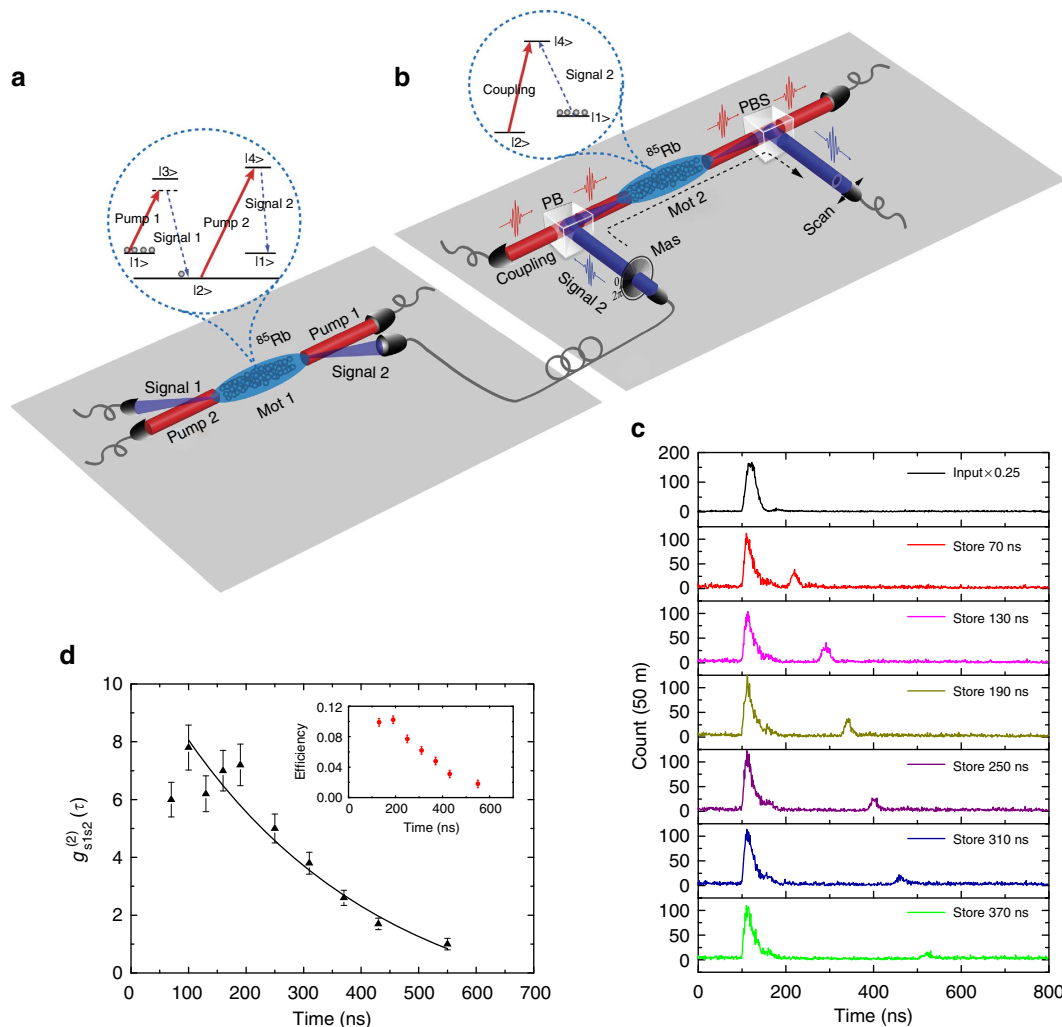 a
|3>
|4>
Pump 1
Signal 1
Pump 2
Signal 2
|1>
|1>
|2>
85Rb
Pump 1
Signal 1
Signal 2
Pump 2
Mot 1
b
|4>
Coupling
Signal 2
|1>
|2>
PBS
85Rb
PB
Mot 2
Scan
0
Coupling
Signal 2
Mas
0
2π
c
200
100
0
Input×0.25
100
50
0
Store 70 ns
100
50
0
Store 130 ns
100
50
0
Store 190 ns
100
50
0
Store 250 ns
100
50
0
Store 310 ns
100
50
0
Store 370 ns
Count (50 m)
0 200 400 600 800
Time (ns)
d
10
8
6
4
2
0
g(2)s1s2 (τ)
0 100 200 300 400 500 600 700
Time (ns)
0.12
0.08
0.04
0.00
Efficiency
0 200 400 600
Time (ns)